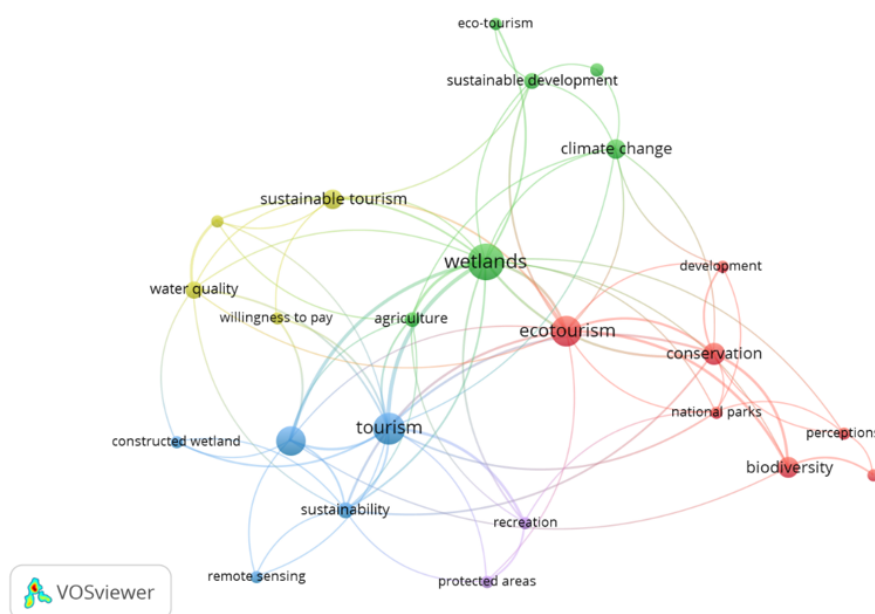 eco-tourism
sustainable development
climate change
sustainable tourism
wetlands
development
water quality
willingness to pay
agriculture
ecotourism
conservation
national parks
tourism
perceptions
constructed wetland
biodiversity
sustainability
recreation
remote sensing
protected areas
VOSviewer